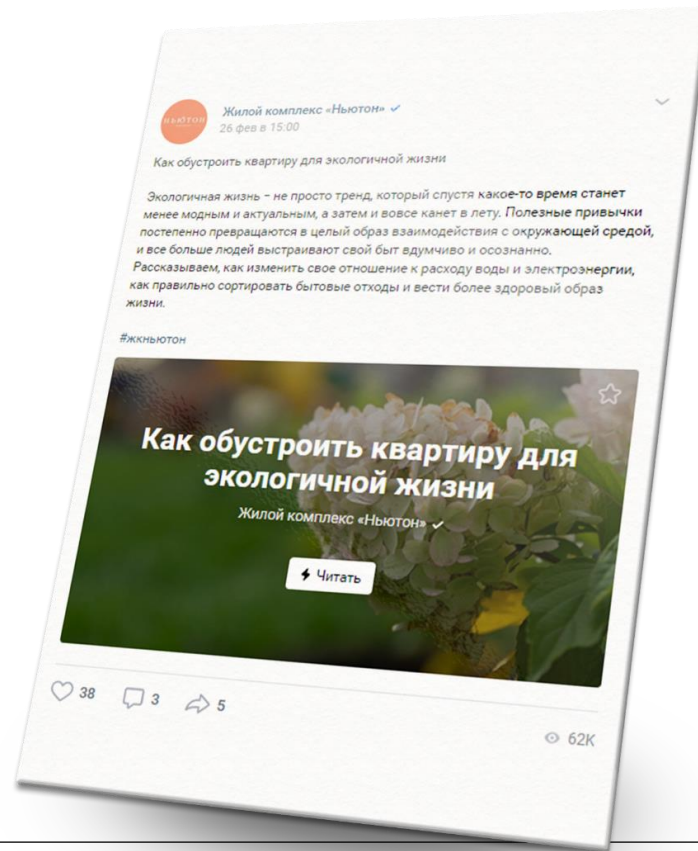 НЬЮТОН
Жилой комплекс «Ньютон»
26 фев в 15:00
Как обустроить квартиру для экологичной жизни
Экологичная жизнь – не просто тренд, который спустя какое-то время станет
менее модным и актуальным, а затем и вовсе канет в лету. Полезные привычки
постепенно превращаются в целый образ взаимодействия с окружающей средой,
и все больше людей выстраивают свой быт вдумчиво и осознанно.
Рассказываем, как изменить свое отношение к расходу воды и электроэнергии,
как правильно сортировать бытовые отходы и вести более здоровый образ
жизни.
#жкньютон
Как обустроить квартиру для
экологичной жизни
Жилой комплекс «Ньютон»
Читать
38 3 5
62K